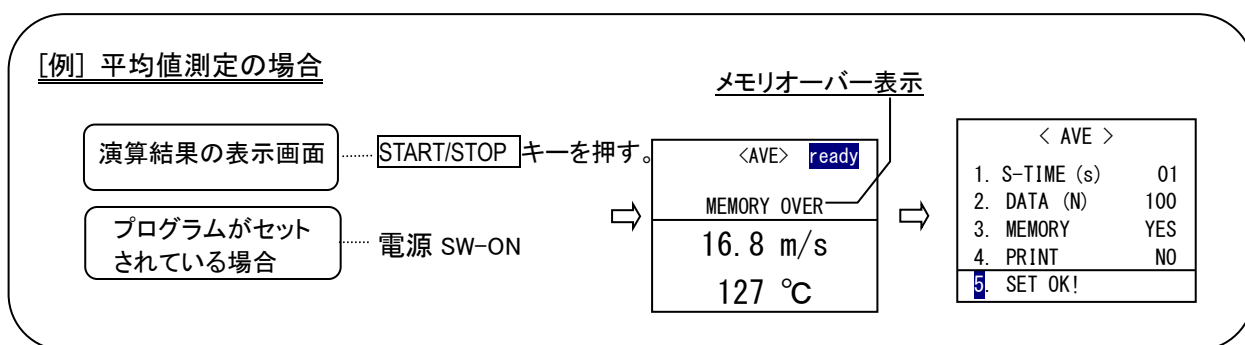 [例] 平均値測定の場合
メモリオーバー表示
演算結果の表示画面 START/STOP キーを押す。
プログラムがセット
されている場合
電源 SW-ON
<AVE> ready
MEMORY OVER
16.8 m/s
127 ℃
< AVE >
1. S-TIME (s) 01
2. DATA (N) 100
3. MEMORY YES
4. PRINT NO
5. SET OK!